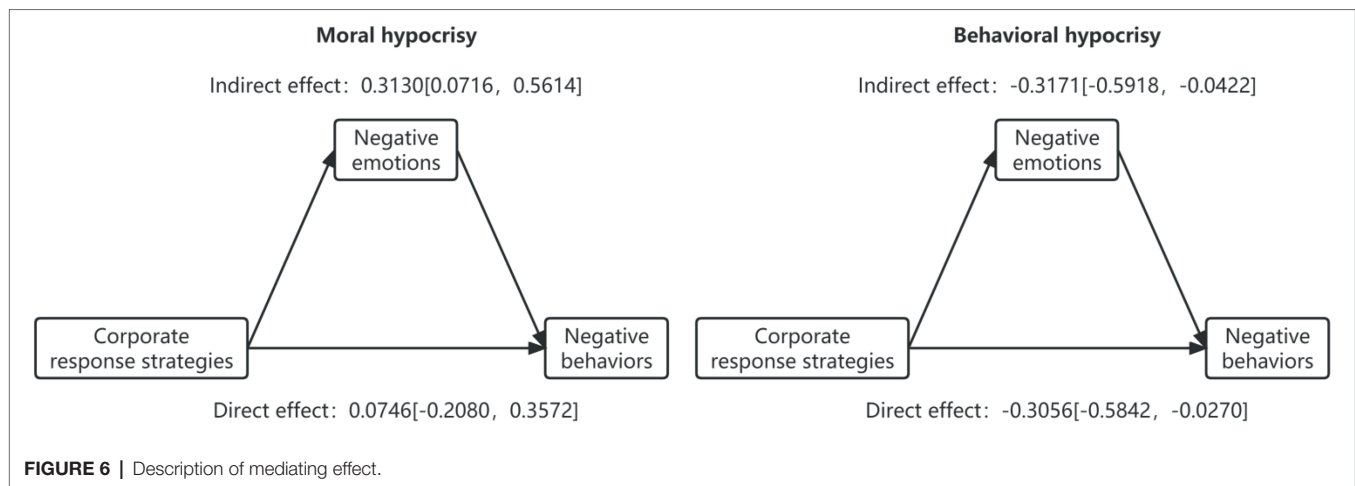 Moral hypocrisy
Indirect effect：0.3130[0.0716，0.5614]
Negative
emotions
Corporate
response strategies
Negative
behaviors
Direct effect：0.0746[-0.2080，0.3572]
Behavioral hypocrisy
Indirect effect：-0.3171[-0.5918，-0.0422]
Negative
emotions
Corporate
response strategies
Negative
behaviors
Direct effect：-0.3056[-0.5842，-0.0270]
FIGURE 6 | Description of mediating effect.